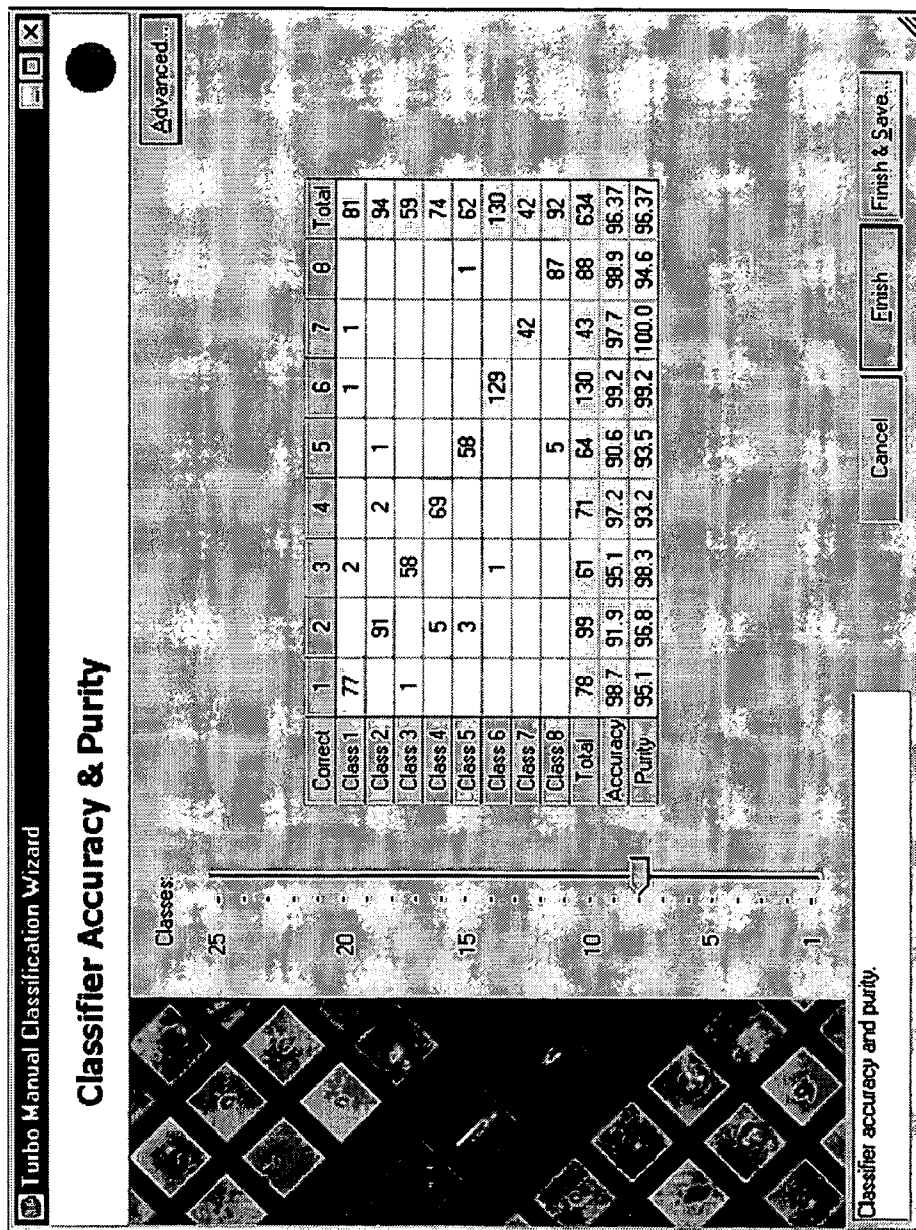 Turbo Manual Classification Wizard
Classifier Accuracy & Purity
Advanced...
Classes:
25
20
15
10
5
1
Correct 1 2 3 4 5 6 7 8 Total
Class 1 77 2 1 1 81
Class 2 91 2 1 94
Class 3 1 58 59
Class 4 5 69 74
Class 5 3 58 1 62
Class 6 1 129 130
Class 7 42 42
Class 8 5 87 92
Total 78 99 61 71 64 130 43 88 634
Accuracy 98.7 91.9 95.1 97.2 90.6 99.2 97.7 98.9 96.37
Purity 95.1 96.8 98.3 93.2 93.5 99.2 100.0 94.6 96.37
Classifier accuracy and purity.
Cancel
Finish
Finish & Save...